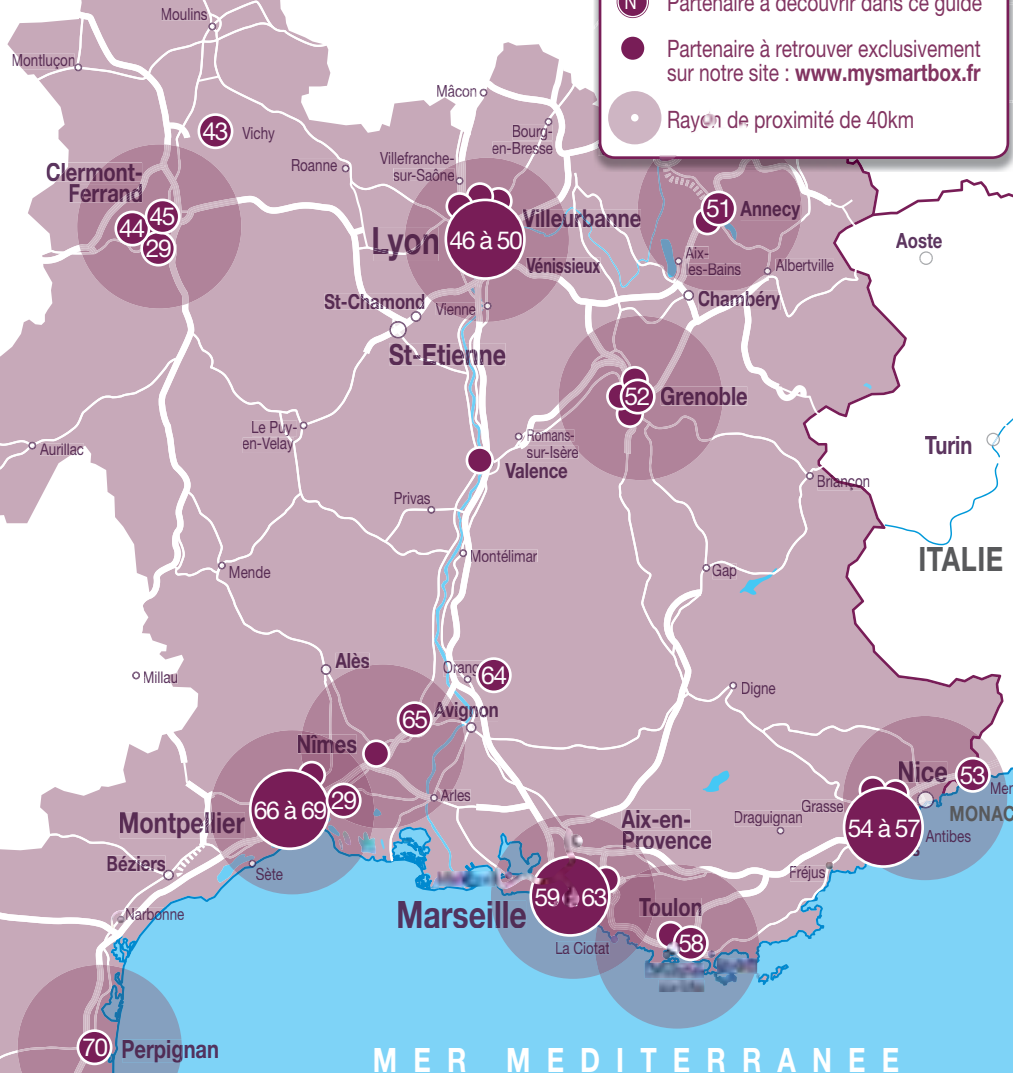 Moulins
N°
Partenaire à découvrir dans ce guide
Partenaire à retrouver exclusivement
sur notre site : www.mysmartbox.fr
Rayon de proximité de 40km
Montluçon
Mâcon
43
Vichy
Bourg-
en-Bresse
Roanne
Villefranche-
sur-Saône
Clermont-
Ferrand
45
44
29
51
Annecy
Villeurbanne
Lyon
46 à 50
Vénissieux
Aix-
les-Bains
Albertville
Aoste
Chambéry
St-Chamond
Vienne
St-Etienne
52
Grenoble
Le Puy-
en-Velay
Aurillac
Romans-
sur-Isère
Valence
Turin
Briançon
Privas
ITALIE
Montélimar
Mende
Gap
Alès
Millau
64
Digne
65
Avignon
Nîmes
Nice
53
66 à 69
29
Arles
Grasse
Draguignan
54 à 57
MONAC
Antibes
Montpellier
Aix-en-
Provence
Béziers
Sète
Fréjus
59 à 63
Toulon
Marseille
Narbonne
58
La Ciotat
70
Perpignan
MER MEDITERRANEE